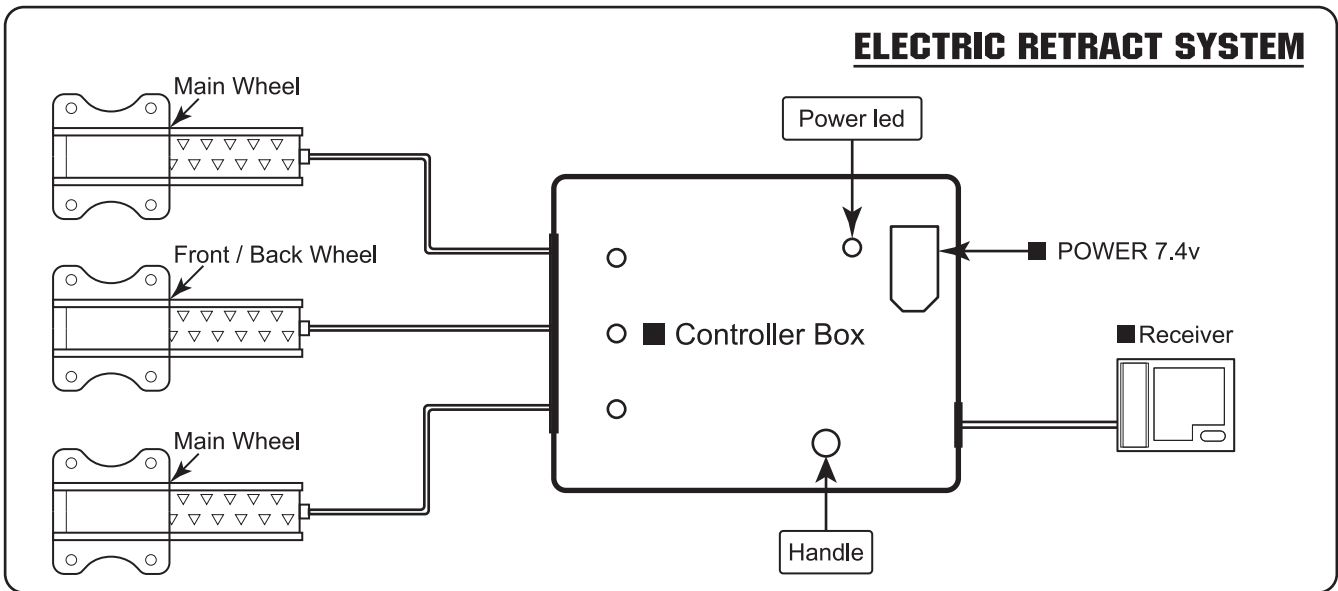 ELECTRIC RETRACT SYSTEM
Main Wheel
Power led
Front / Back Wheel
POWER 7.4v
Controller Box
Receiver
Main Wheel
Handle